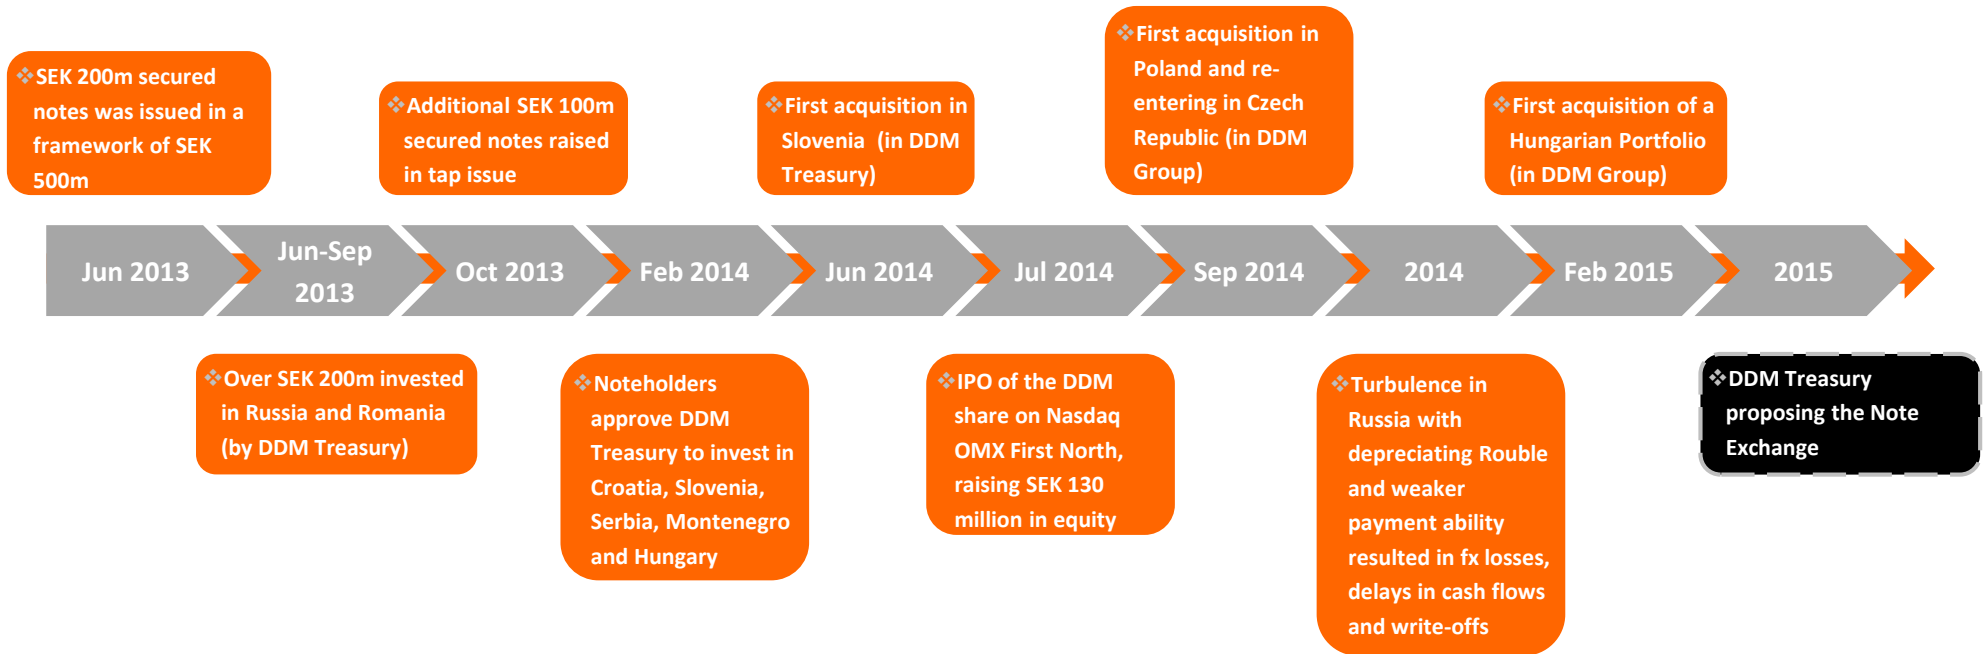 ❖SEK 200m secured
notes was issued in a
framework of SEK
500m
❖Additional SEK 100m
secured notes raised
in tap issue
❖First acquisition in
Slovenia (in DDM
Treasury)
❖First acquisition in
Poland and re-
entering in Czech
Republic (in DDM
Group)
❖First acquisition of a
Hungarian Portfolio
(in DDM Group)
Jun 2013
Jun-Sep
2013
Oct 2013
Feb 2014
Jun 2014
Jul 2014
Sep 2014
2014
Feb 2015
2015
❖Over SEK 200m invested
in Russia and Romania
(by DDM Treasury)
❖Noteholders
approve DDM
Treasury to invest in
Croatia, Slovenia,
Serbia, Montenegro
and Hungary
❖IPO of the DDM
share on Nasdaq
OMX First North,
raising SEK 130
million in equity
❖Turbulence in
Russia with
depreciating Rouble
and weaker
payment ability
resulted in fx losses,
delays in cash flows
and write-offs
❖DDM Treasury
proposing the Note
Exchange